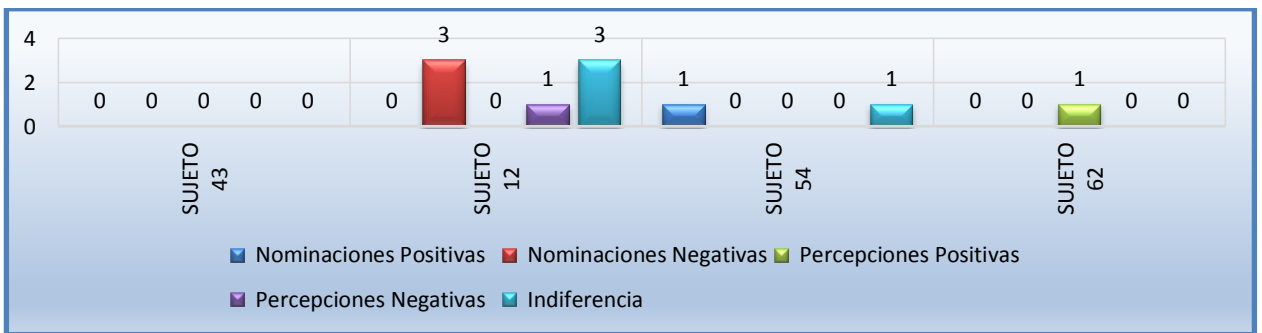 4
3 3
2
1 1 1 1
0 0 0 0 0 0 0 0 0 0 0 0 0
0
SUJETO 43
SUJETO 12
SUJETO 54
SUJETO 62
Nominaciones Positivas Nominaciones Negativas Percepciones Positivas
Percepciones Negativas Indiferencia